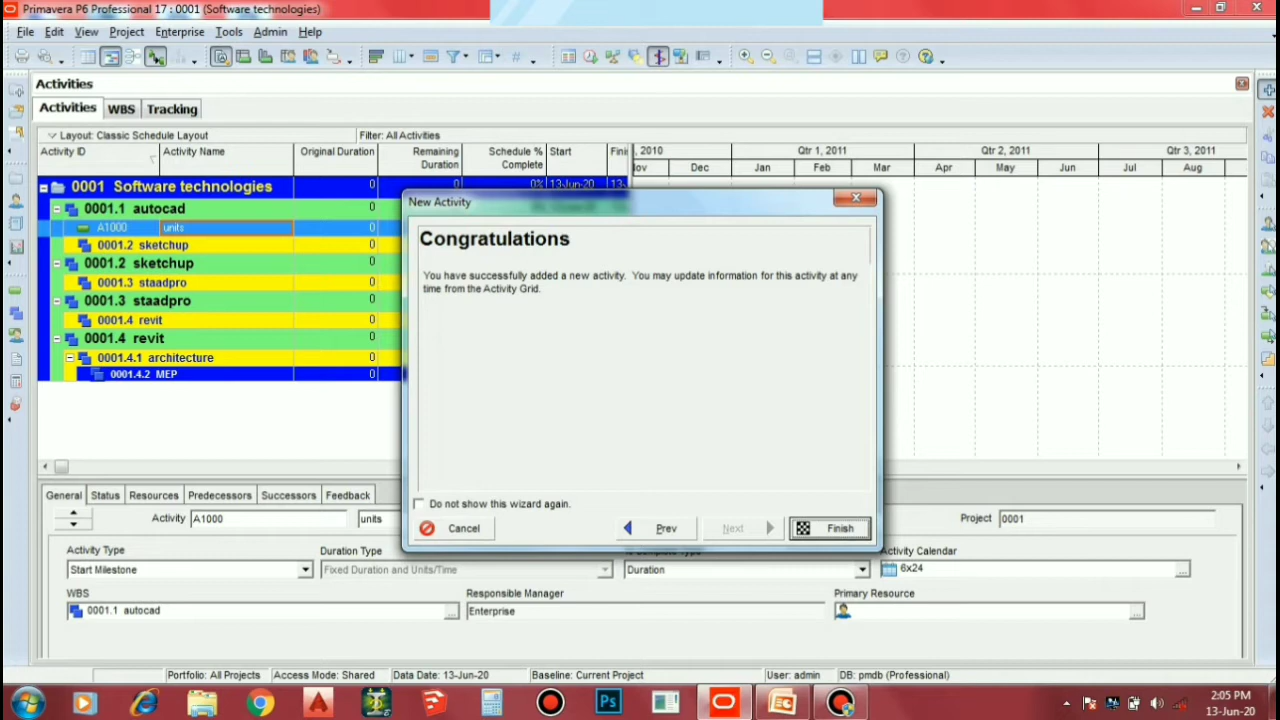 Primavera P6 Professional 17 : 0001 (Software technologies)
File Edit View Project Enterprise Tools Admin Help
Activities
Activities WBS Tracking
Layout: Classic Schedule Layout Filter: All Activities
Activity ID Activity Name Original Duration Remaining Duration Schedule % Complete Start
, 2010 Qtr 1, 2011 Qtr 2, 2011 Qtr 3, 2011
Dec Jan Feb Mar Apr May Jun Jul Aug
0001 Software technologies 0 0 0% 13-Jun-20 13-
0001.1 autocad 0
A1000 units 0
0001.2 sketchup 0
0001.2 sketchup 0
0001.3 staadpro 0
0001.3 staadpro 0
0001.4 revit 0
0001.4 revit 0
0001.4.1 architecture 0
0001.4.2 MEP 0
New Activity
Congratulations
You have successfully added a new activity. You may update information for this activity at any
time from the Activity Grid.
Do not show this wizard again.
Cancel Prev Next Finish
General Status Resources Predecessors Successors Feedback
Activity A1000 units Project 0001
Activity Type Duration Type Activity Calendar
Start Milestone Fixed Duration and Units/Time Duration 6x24
WBS Responsible Manager Primary Resource
0001.1 autocad Enterprise
Portfolio: All Projects Access Mode: Shared Data Date: 13-Jun-20 Baseline: Current Project User: admin DB: pmdb (Professional)
Ps
2:05 PM
13-Jun-20